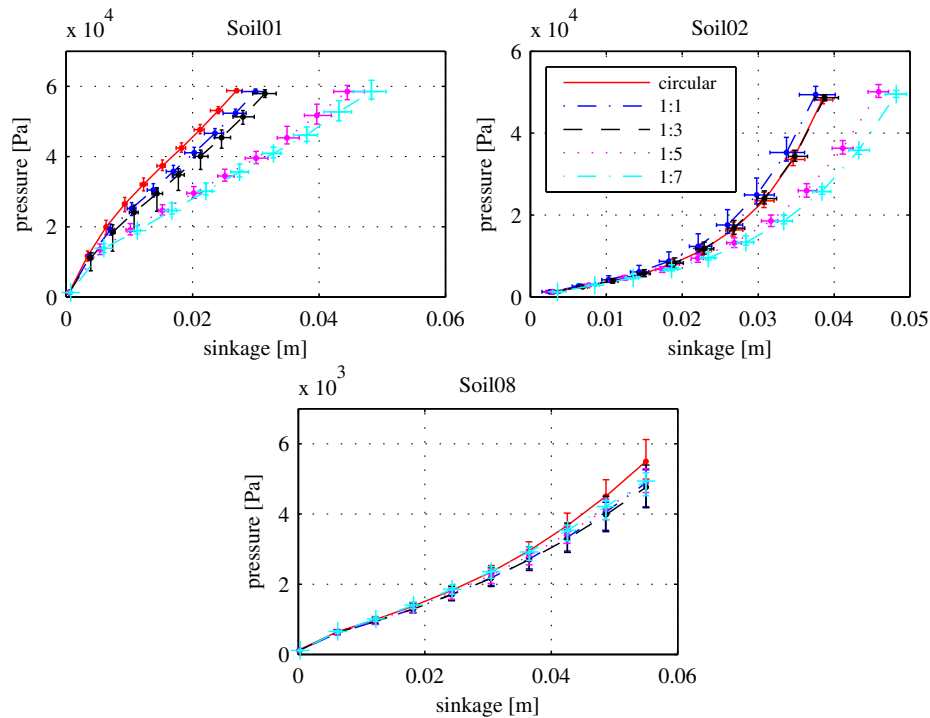 x 10^4
Soil01
6
4
2
0
0
0.02
0.04
0.06
pressure [Pa]
sinkage [m]
x 10^4
Soil02
6
4
2
0
0
0.01
0.02
0.03
0.04
0.05
pressure [Pa]
sinkage [m]
circular
1:1
1:3
1:5
1:7
x 10^3
Soil08
6
4
2
0
0
0.02
0.04
0.06
pressure [Pa]
sinkage [m]